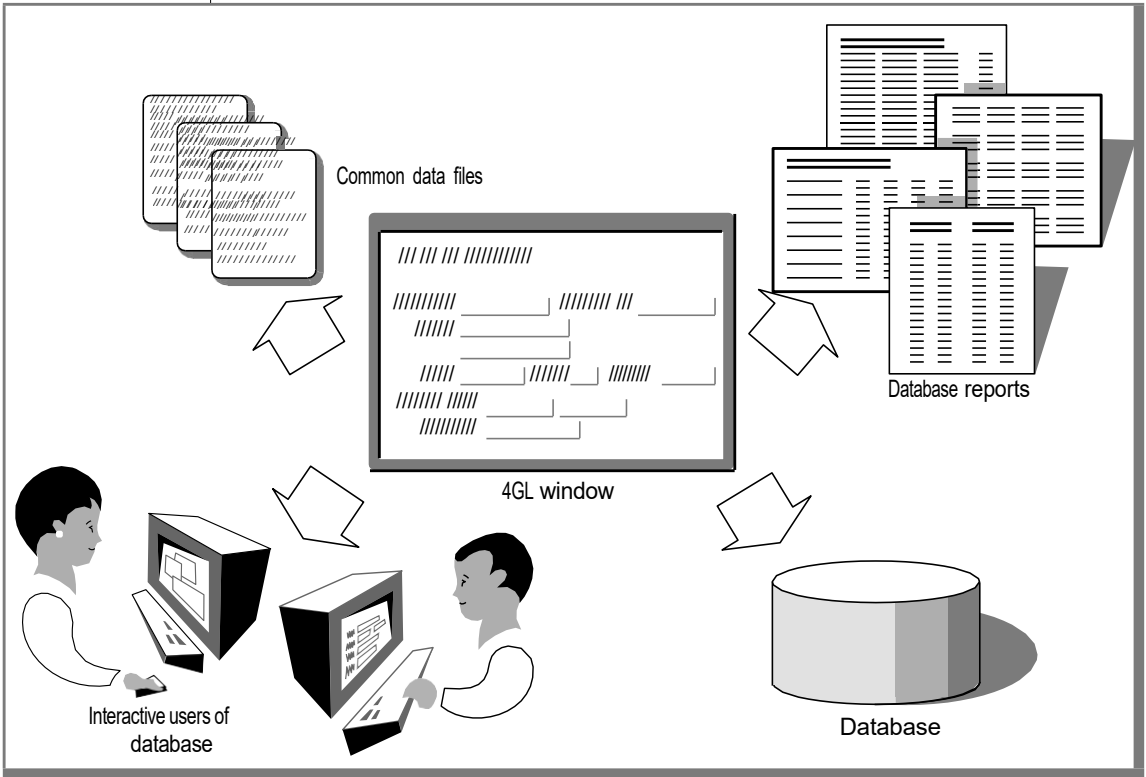 Common data files
4GL window
Database reports
Interactive users of
database
Database